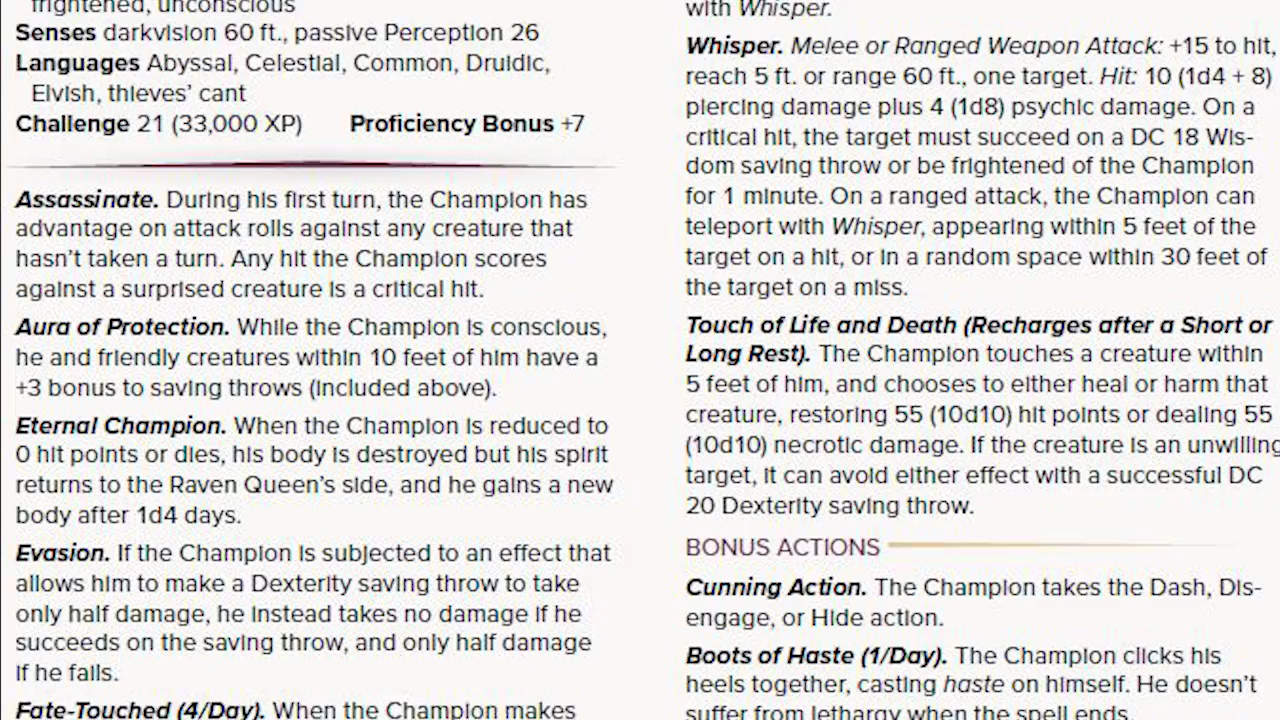 frightened, unconscious
Senses darkvision 60 ft., passive Perception 26
Languages Abyssal, Celestial, Common, Druidic,
Elvish, thieves' cant
Challenge 21 (33,000 XP) Proficiency Bonus +7
Assassinate. During his first turn, the Champion has
advantage on attack rolls against any creature that
hasn't taken a turn. Any hit the Champion scores
against a surprised creature is a critical hit.
Aura of Protection. While the Champion is conscious,
he and friendly creatures within 10 feet of him have a
+3 bonus to saving throws (included above).
Eternal Champion. When the Champion is reduced to
0 hit points or dies, his body is destroyed but his spirit
returns to the Raven Queen's side, and he gains a new
body after 1d4 days.
Evasion. If the Champion is subjected to an effect that
allows him to make a Dexterity saving throw to take
only half damage, he instead takes no damage if he
succeeds on the saving throw, and only half damage
if he fails.
Fate-Touched (4/Day). When the Champion makes
with Whisper.
Whisper. Melee or Ranged Weapon Attack: +15 to hit,
reach 5 ft. or range 60 ft., one target. Hit: 10 (1d4 + 8)
piercing damage plus 4 (1d8) psychic damage. On a
critical hit, the target must succeed on a DC 18 Wis-
dom saving throw or be frightened of the Champion
for 1 minute. On a ranged attack, the Champion can
teleport with Whisper, appearing within 5 feet of the
target on a hit, or in a random space within 30 feet of
the target on a miss.
Touch of Life and Death (Recharges after a Short or
Long Rest). The Champion touches a creature within
5 feet of him, and chooses to either heal or harm that
creature, restoring 55 (10d10) hit points or dealing 55
(10d10) necrotic damage. If the creature is an unwilling
target, it can avoid either effect with a successful DC
20 Dexterity saving throw.
BONUS ACTIONS
Cunning Action. The Champion takes the Dash, Dis-
engage, or Hide action.
Boots of Haste (1/Day). The Champion clicks his
heels together, casting haste on himself. He doesn't
suffer from lethargy when the spell ends.